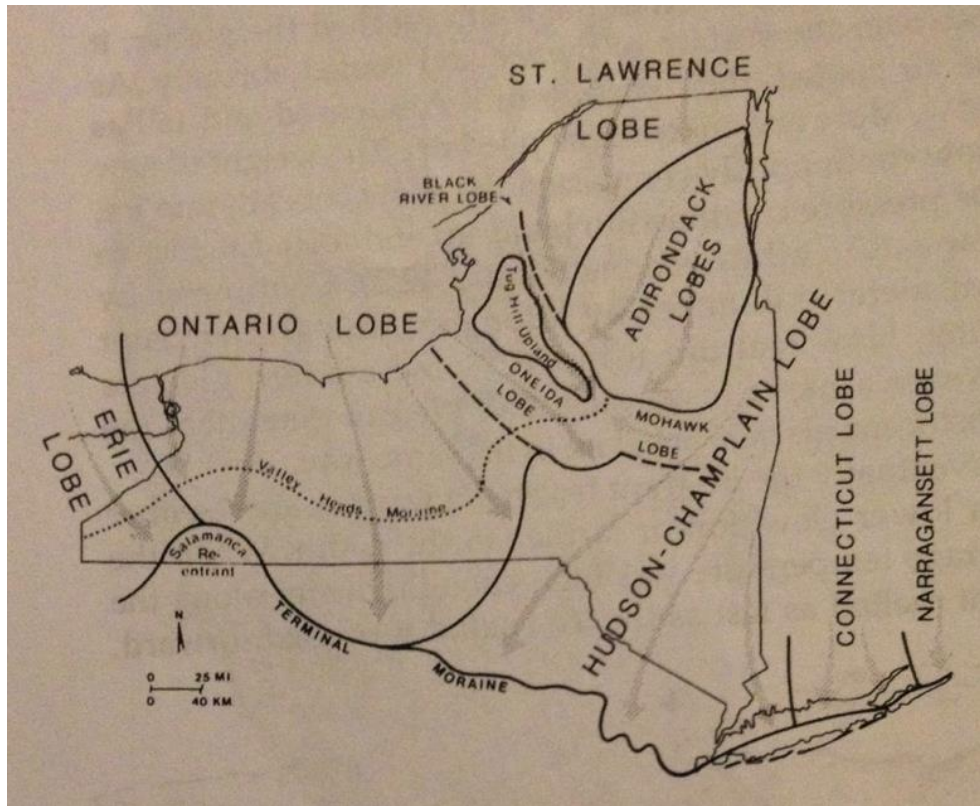 ST. LAWRENCE
LOBE
BLACK
RIVER LOBE
ADIRONDACK
LOBES
Tug Hill Upland
ONTARIO LOBE
ONEIDA
LOBE
MOHAWK
LOBE
ERIE
LOBE
HUDSON-CHAMPLAIN LOBE
CONNECTICUT LOBE
NARRAGANSETT LOBE
Valley Heads Moraine
Salamanca
Re-
entrant
TERMINAL MORAINE
N
0 25 MI.
0 40 KM.